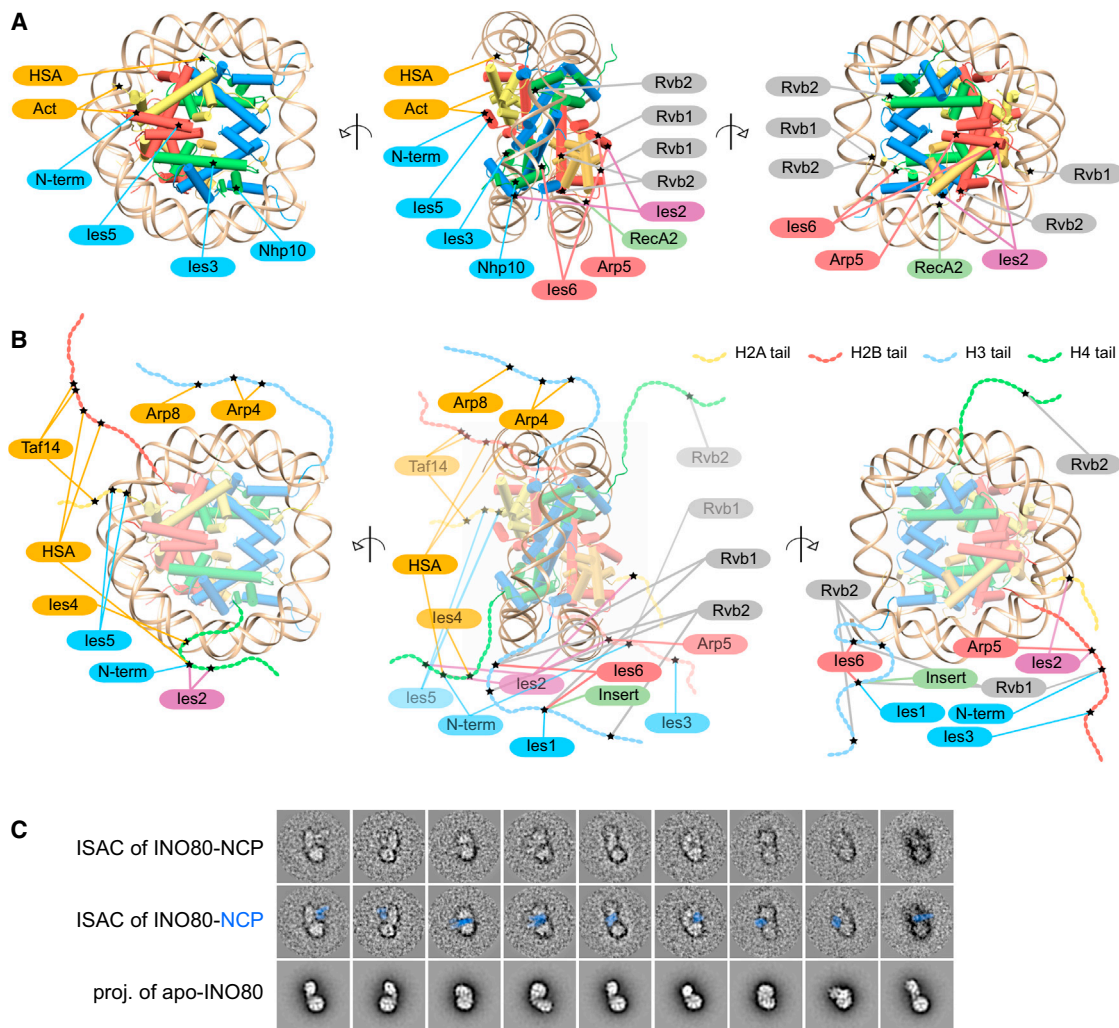 A
HSA
Act
N-term
Ies5
Ies3
Nhp10
HSA
Act
N-term
Ies5
Ies3
Nhp10
Ies6
Arp5
RecA2
Ies2
Rvb2
Rvb1
Rvb1
Rvb2
Rvb2
Rvb1
Rvb2
Ies6
Arp5
RecA2
Ies2
Rvb2
Rvb1
B
H2A tail
H2B tail
H3 tail
H4 tail
Taf14
Arp8
Arp4
HSA
Ies4
Ies5
N-term
Ies2
Arp8
Arp4
Taf14
HSA
Ies4
Ies5
N-term
Ies2
Ies1
Ies6
Insert
Ies3
Arp5
Rvb2
Rvb1
Rvb1
Rvb2
Rvb2
Rvb2
Ies6
Arp5
Ies2
Insert
Rvb1
Ies1
N-term
Ies3
C
ISAC of INO80-NCP
ISAC of INO80-NCP
proj. of apo-INO80